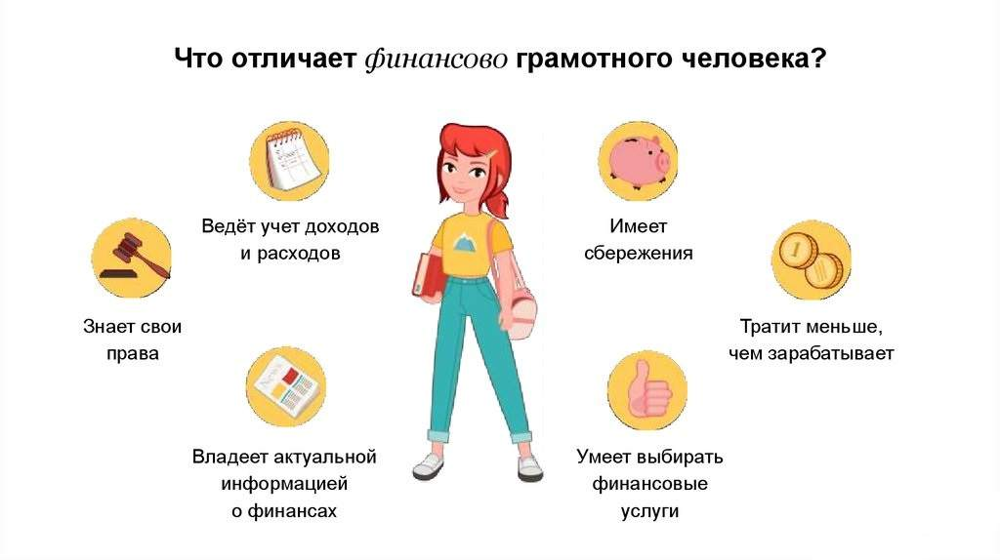 Что отличает финансово грамотного человека?
Ведёт учет доходов
и расходов
Имеет
сбережения
Знает свои
права
Тратит меньше,
чем зарабатывает
News
Владеет актуальной
информацией
о финансах
Умеет выбирать
финансовые
услуги